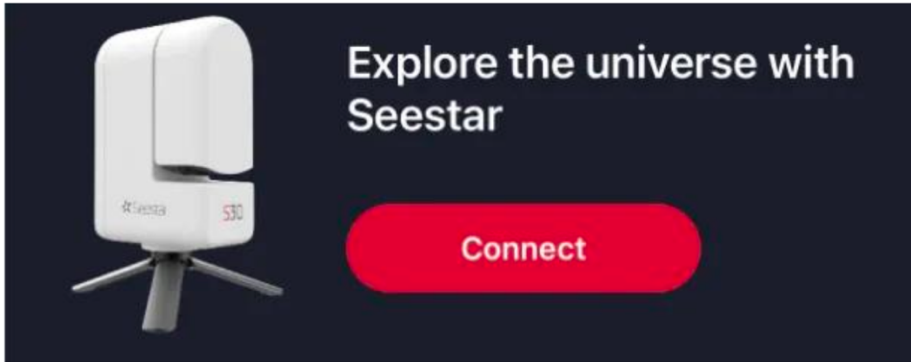 Explore the universe with
Seestar
Connect
Seestar
S30